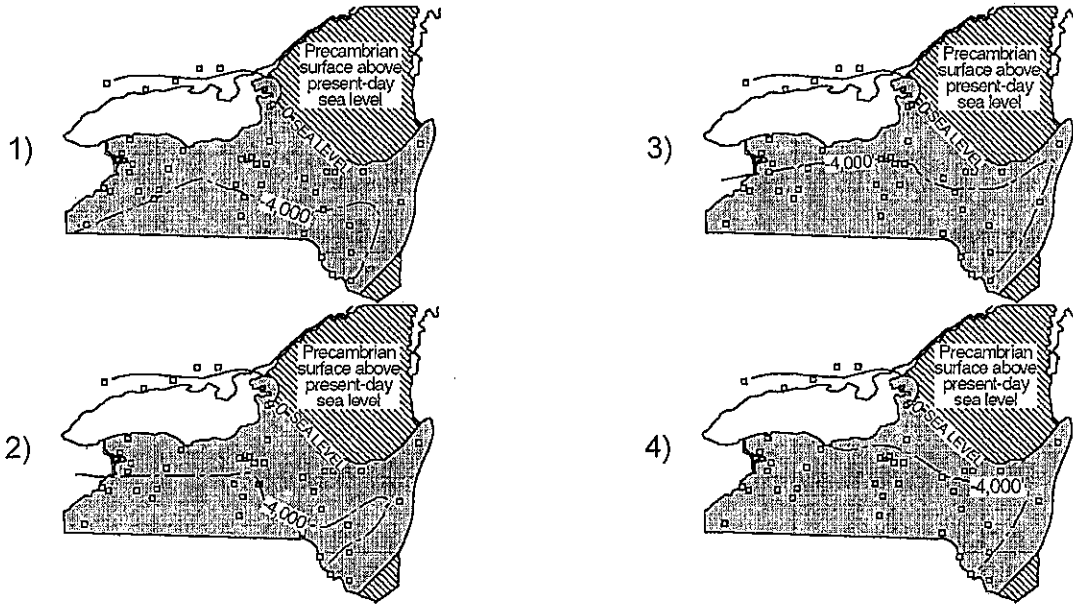 1)
Precambrian
surface above
present-day
sea level
0-SEA LEVEL
-4,000'
3)
Precambrian
surface above
present-day
sea level
0-SEA LEVEL
-4,000'
2)
Precambrian
surface above
present-day
sea level
0-SEA LEVEL
-4,000'
4)
Precambrian
surface above
present-day
sea level
0-SEA LEVEL
-4,000'